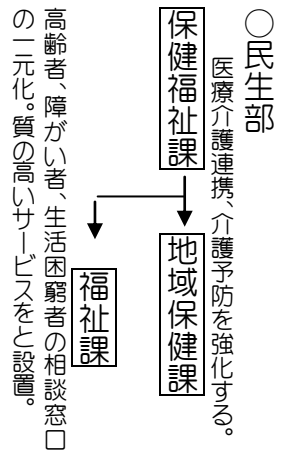 〇民生部
医療介護連携、介護予防を強化する。
保健福祉課
地域保健課
福祉課
高齢者、障がい者、生活困窮者の相談窓口
の一元化。質の高いサービスをと設置。